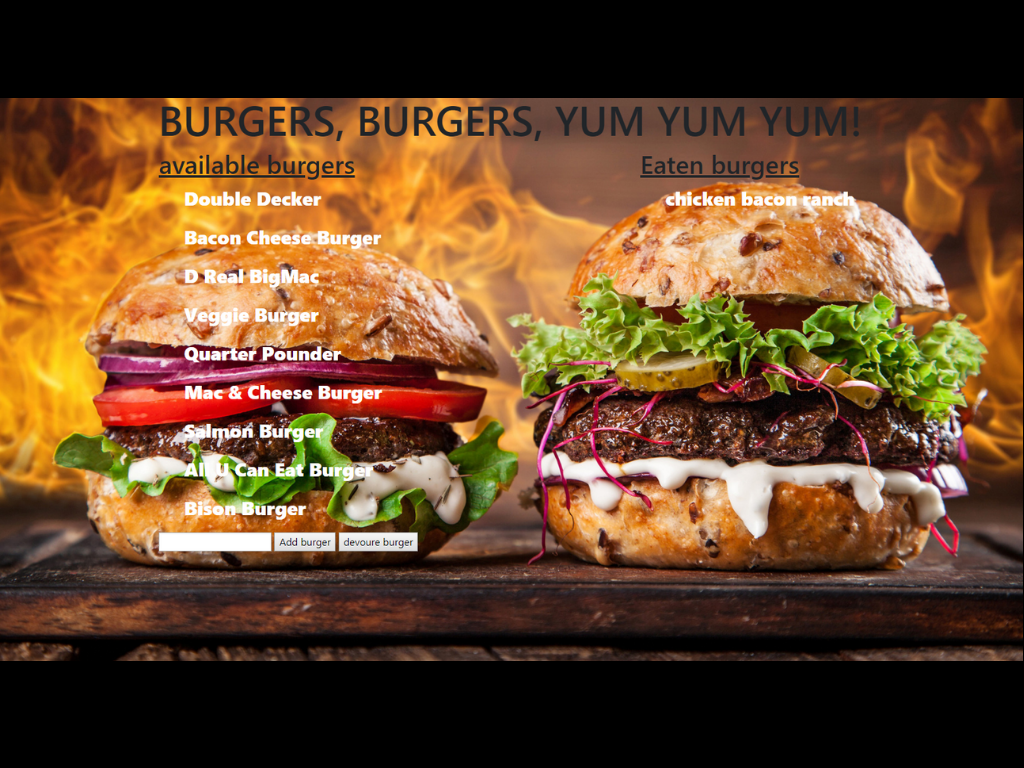 BURGERS, BURGERS, YUM YUM YUM!
available burgers
Double Decker
Bacon Cheese Burger
D Real BigMac
Veggie Burger
Quarter Pounder
Mac & Cheese Burger
Salmon Burger
All U Can Eat Burger
Bison Burger
Add burger devoure burger
Eaten burgers
chicken bacon ranch